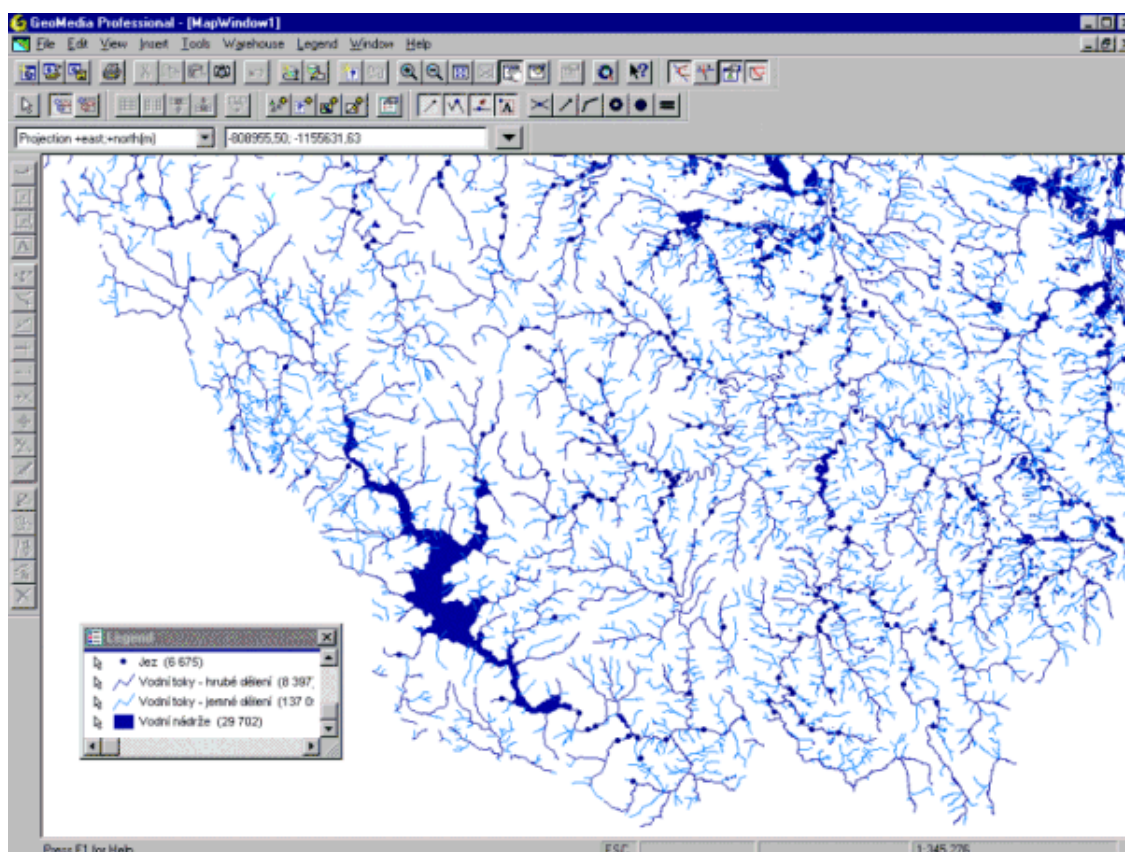 GeoMedia Professional - [MapWindow1]
File Edit View Insert Tools Warehouse Legend Window Help
Projection +east;+north(m) -808955,50; -1155631,63
Legend
Jez (6 675)
Vodní toky - hrubé dělení (8 397)
Vodní toky - jemné dělení (137 0
Vodní nádrže (29 702)
Press F1 for Help ESC 1:345,276